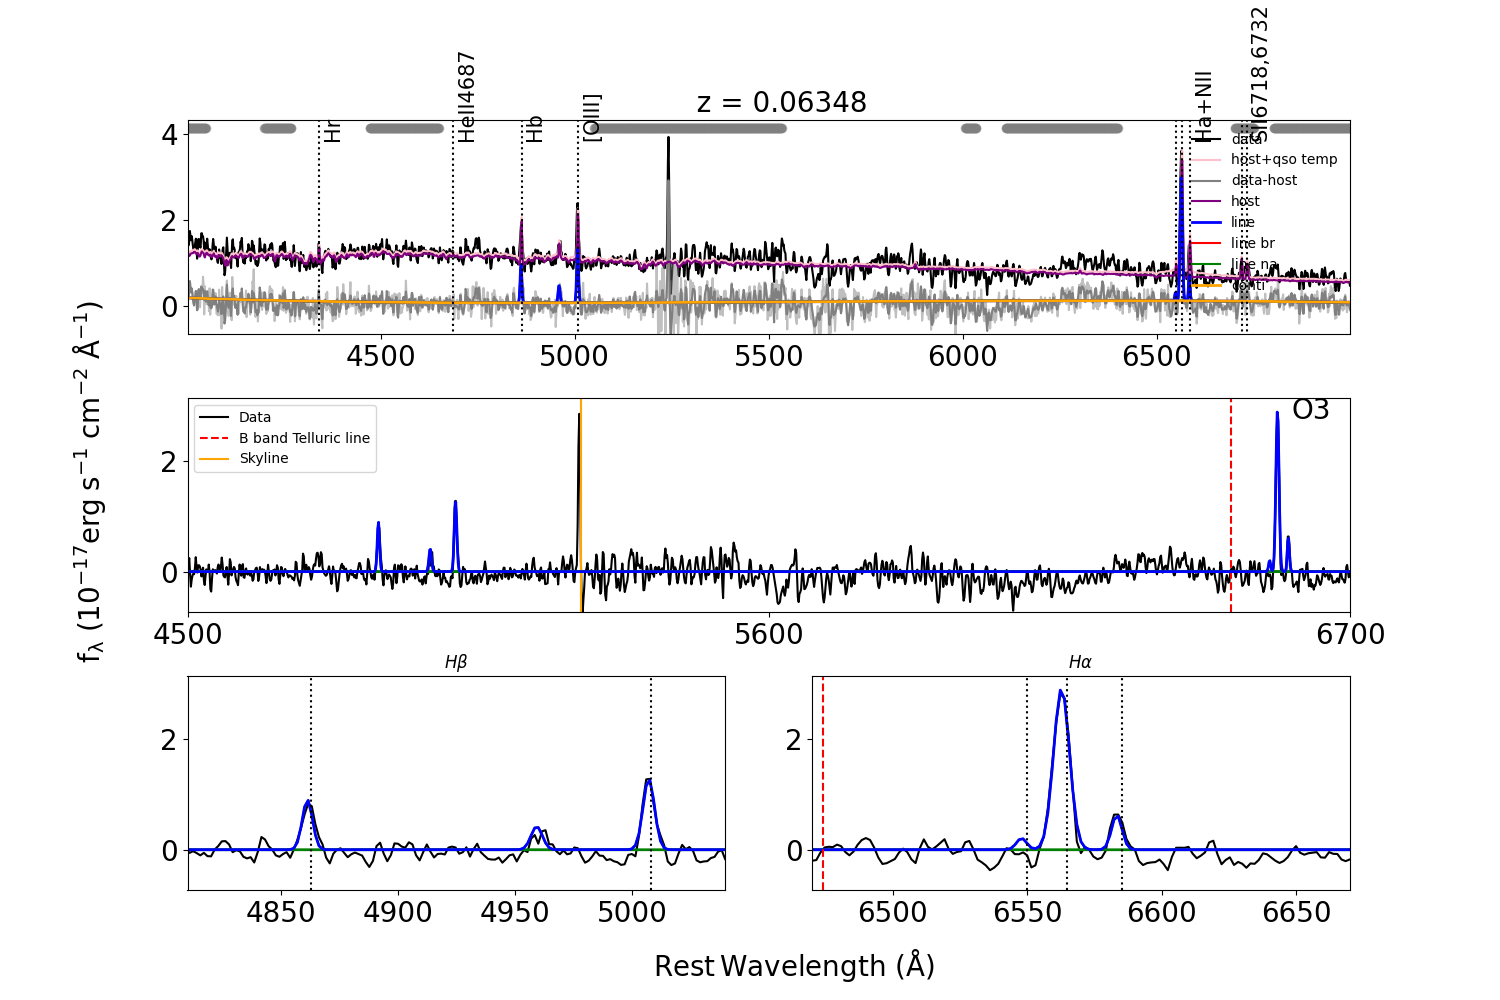 z = 0.06348
Hr
HeII4687
Hb
[OIII]
Ha+NII
SII6718,6732
data
host+qso temp
data-host
host
line
line br
line na
conti
4
2
0
4500
5000
5500
6000
6500
Data
B band Telluric line
Skyline
O3
2
0
4500
5600
6700
fλ (10⁻¹⁷erg s⁻¹ cm⁻² Å⁻¹)
Hβ
2
0
4850
4900
4950
5000
Hα
2
0
6500
6550
6600
6650
Rest Wavelength (Å)